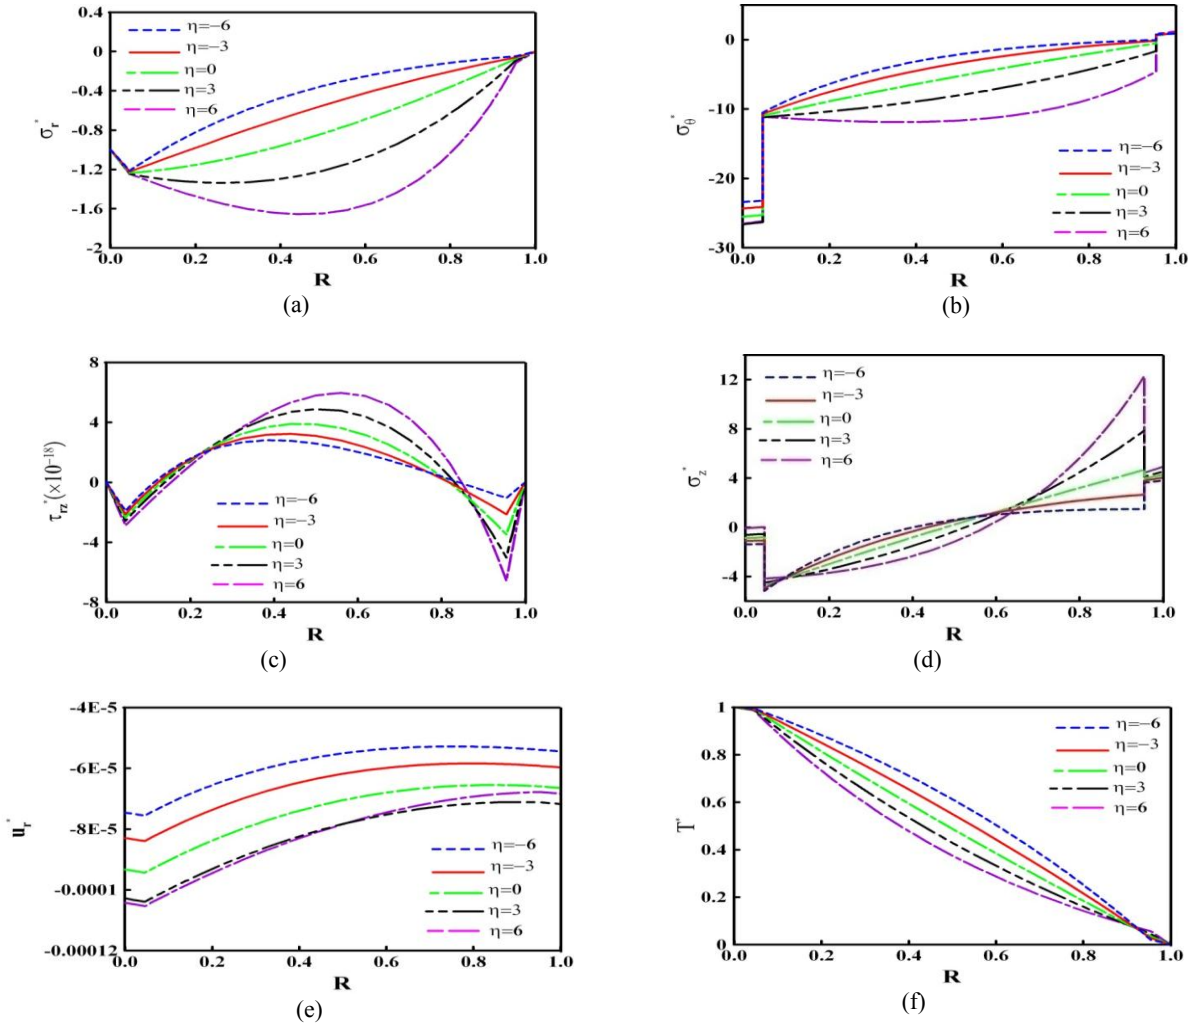 0.4
0
-0.4
-0.8
-1.2
-1.6
-2
σr*
η=−6
η=−3
η=0
η=3
η=6
0.0 0.2 0.4 0.6 0.8 1.0
R
(a)
0
-10
-20
-30
σθ*
η=−6
η=−3
η=0
η=3
η=6
0.0 0.2 0.4 0.6 0.8 1.0
R
(b)
8
4
0
-4
-8
τrz*(×10⁻¹⁸)
η=−6
η=−3
η=0
η=3
η=6
0.0 0.2 0.4 0.6 0.8 1.0
R
(c)
12
8
4
0
-4
σz*
η=−6
η=−3
η=0
η=3
η=6
0.0 0.2 0.4 0.6 0.8 1.0
R
(d)
-4E-5
-6E-5
-8E-5
-0.0001
-0.00012
ur*
η=−6
η=−3
η=0
η=3
η=6
0.0 0.2 0.4 0.6 0.8 1.0
R
(e)
1
0.8
0.6
0.4
0.2
0
T*
η=−6
η=−3
η=0
η=3
η=6
0.0 0.2 0.4 0.6 0.8 1.0
R
(f)